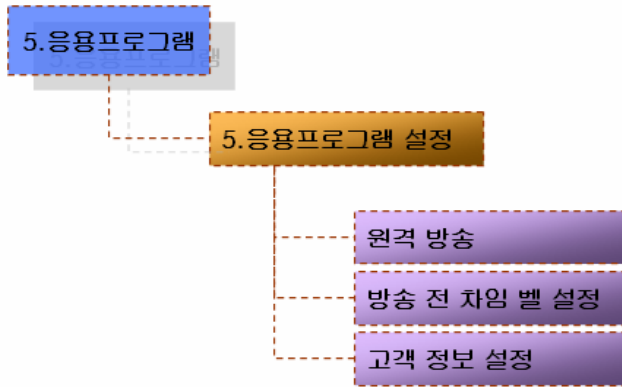 5.응용프로그램
5.응용프로그램 설정
원격 방송
방송 전 차임 벨 설정
고객 정보 설정